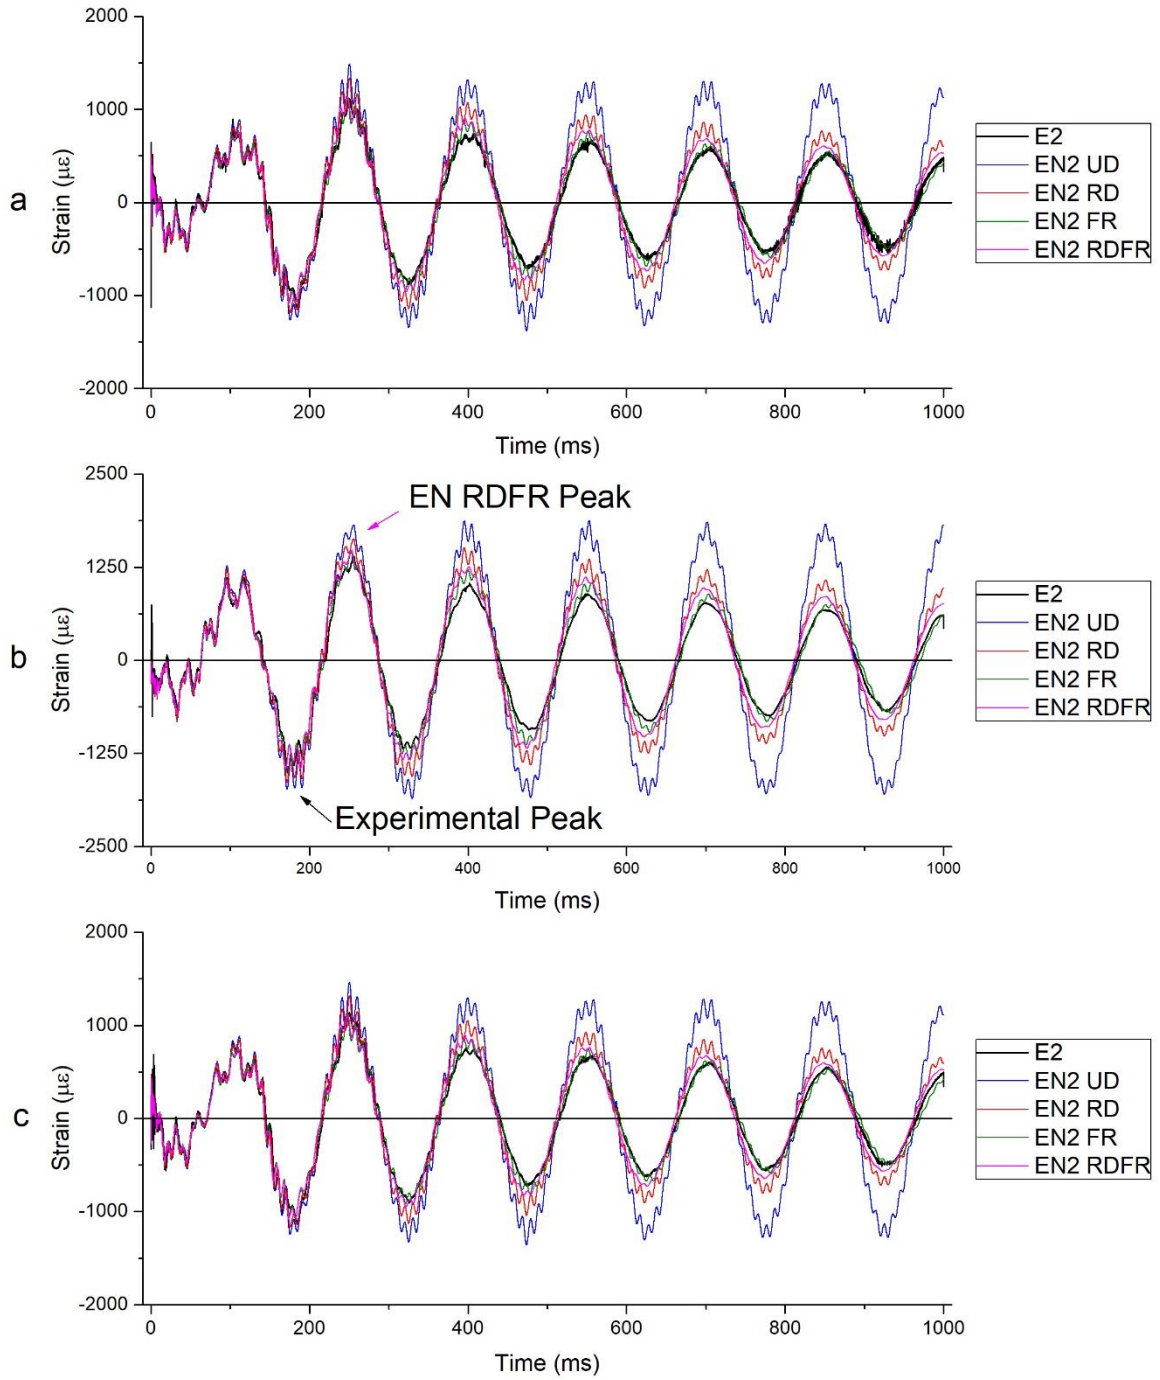 2000
1000
0
-1000
-2000
a
Strain (με)
0
200
400
600
800
1000
Time (ms)
E2
EN2 UD
EN2 RD
EN2 FR
EN2 RDFR
2500
1250
0
-1250
-2500
b
Strain (με)
EN RDFR Peak
Experimental Peak
0
200
400
600
800
1000
Time (ms)
E2
EN2 UD
EN2 RD
EN2 FR
EN2 RDFR
2000
1000
0
-1000
-2000
c
Strain (με)
0
200
400
600
800
1000
Time (ms)
E2
EN2 UD
EN2 RD
EN2 FR
EN2 RDFR